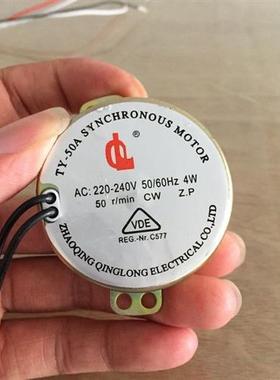 TY-50A SYNCHRONOUS MOTOR
®
AC: 220-240V 50/60Hz 4W
50 r/min CW Z.P
VDE
REG.-Nr.C577
ZHAOQING QINGLONG ELECTRICAL CO.,LTD